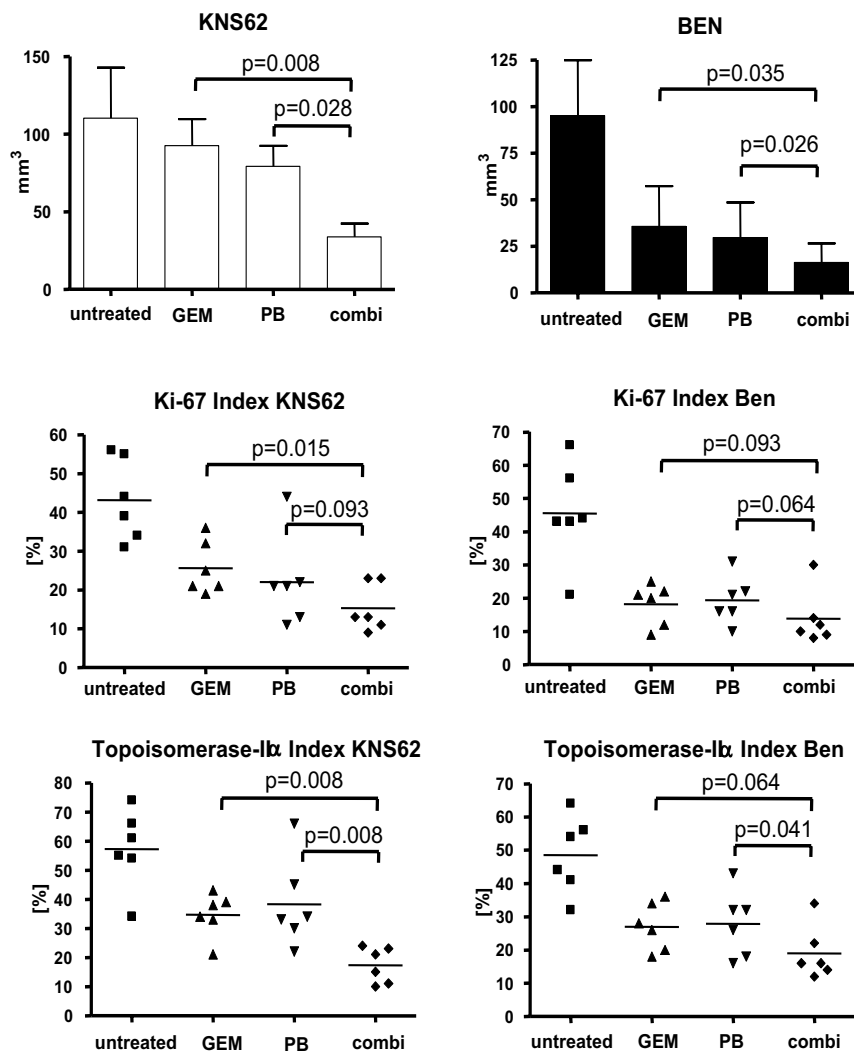 KNS62
150
100
50
0
mm3
p=0.008
p=0.028
untreated GEM PB combi
BEN
125
100
75
50
25
0
mm3
p=0.035
p=0.026
untreated GEM PB combi
Ki-67 Index KNS62
60
50
40
30
20
10
0
[%]
p=0.015
p=0.093
untreated GEM PB combi
Ki-67 Index Ben
70
60
50
40
30
20
10
0
[%]
p=0.093
p=0.064
untreated GEM PB combi
Topoisomerase-IIα Index KNS62
80
70
60
50
40
30
20
10
0
[%]
p=0.008
p=0.008
untreated GEM PB combi
Topoisomerase-IIα Index Ben
70
60
50
40
30
20
10
0
[%]
p=0.064
p=0.041
untreated GEM PB combi